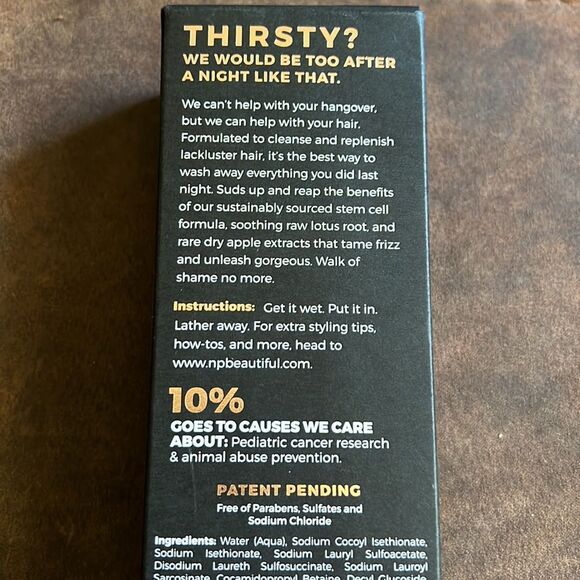 THIRSTY?
WE WOULD BE TOO AFTER
A NIGHT LIKE THAT.
We can't help with your hangover,
but we can help with your hair.
Formulated to cleanse and replenish
lackluster hair, it's the best way to
wash away everything you did last
night. Suds up and reap the benefits
of our sustainably sourced stem cell
formula, soothing raw lotus root, and
rare dry apple extracts that tame frizz
and unleash gorgeous. Walk of
shame no more.
Instructions: Get it wet. Put it in.
Lather away. For extra styling tips,
how-tos, and more, head to
www.npbeautiful.com.
10%
GOES TO CAUSES WE CARE
ABOUT: Pediatric cancer research
& animal abuse prevention.
PATENT PENDING
Free of Parabens, Sulfates and
Sodium Chloride
Ingredients: Water (Aqua), Sodium Cocoyl Isethionate,
Sodium Isethionate, Sodium Lauryl Sulfoacetate,
Disodium Laureth Sulfosuccinate, Sodium Lauroyl
Sarcosinate, Cocamidopropyl Betaine, Decyl Glucoside